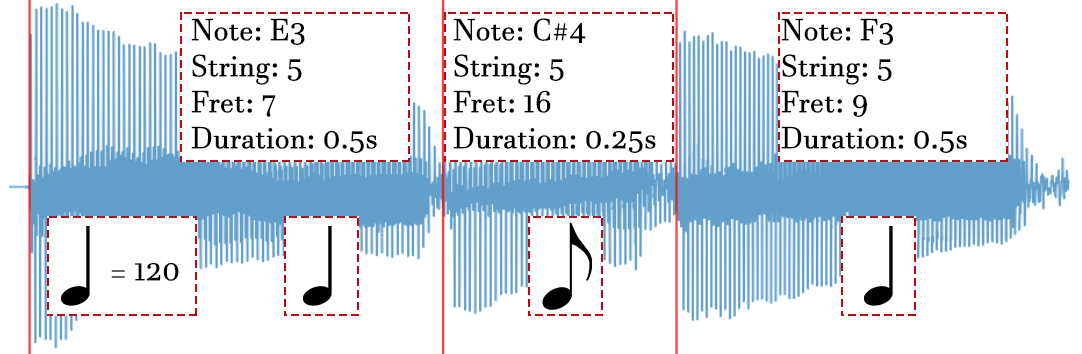 Note: E3
String: 5
Fret: 7
Duration: 0.5s
Note: C#4
String: 5
Fret: 16
Duration: 0.25s
Note: F3
String: 5
Fret: 9
Duration: 0.5s
= 120